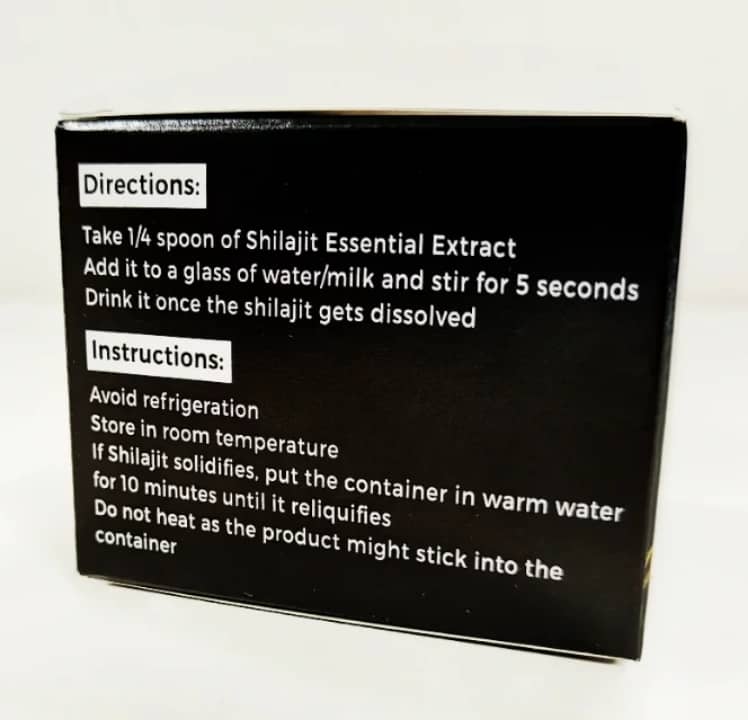 Directions:
Take 1/4 spoon of Shilajit Essential Extract
Add it to a glass of water/milk and stir for 5 seconds
Drink it once the shilajit gets dissolved
Instructions:
Avoid refrigeration
Store in room temperature
If Shilajit solidifies, put the container in warm water
for 10 minutes until it reliquifies
Do not heat as the product might stick into the
container